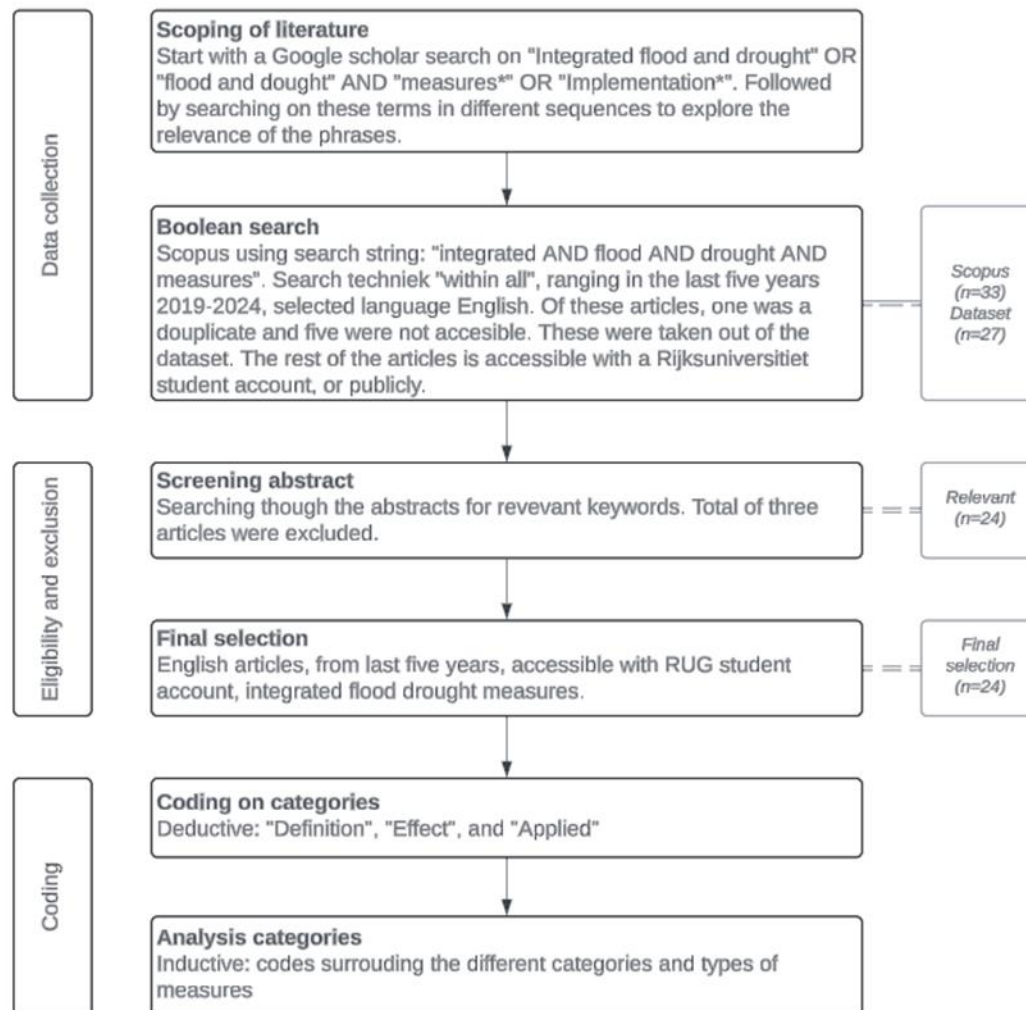 Data collection
Scoping of literature
Start with a Google scholar search on "Integrated flood and drought" OR
"flood and dought" AND "measures*" OR "Implementation*". Followed
by searching on these terms in different sequences to explore the
relevance of the phrases.
Boolean search
Scopus using search string: "integrated AND flood AND drought AND
measures". Search techniek "within all", ranging in the last five years
2019-2024, selected language English. Of these articles, one was a
douplicate and five were not accesible. These were taken out of the
dataset. The rest of the articles is accessible with a Rijksuniversitiet
student account, or publicly.
Scopus
(n=33)
Dataset
(n=27)
Eligibility and exclusion
Screening abstract
Searching though the abstracts for revevant keywords. Total of three
articles were excluded.
Relevant
(n=24)
Final selection
English articles, from last five years, accessible with RUG student
account, integrated flood drought measures.
Final
selection
(n=24)
Coding
Coding on categories
Deductive: "Definition", "Effect", and "Applied"
Analysis categories
Inductive: codes surrouding the different categories and types of
measures